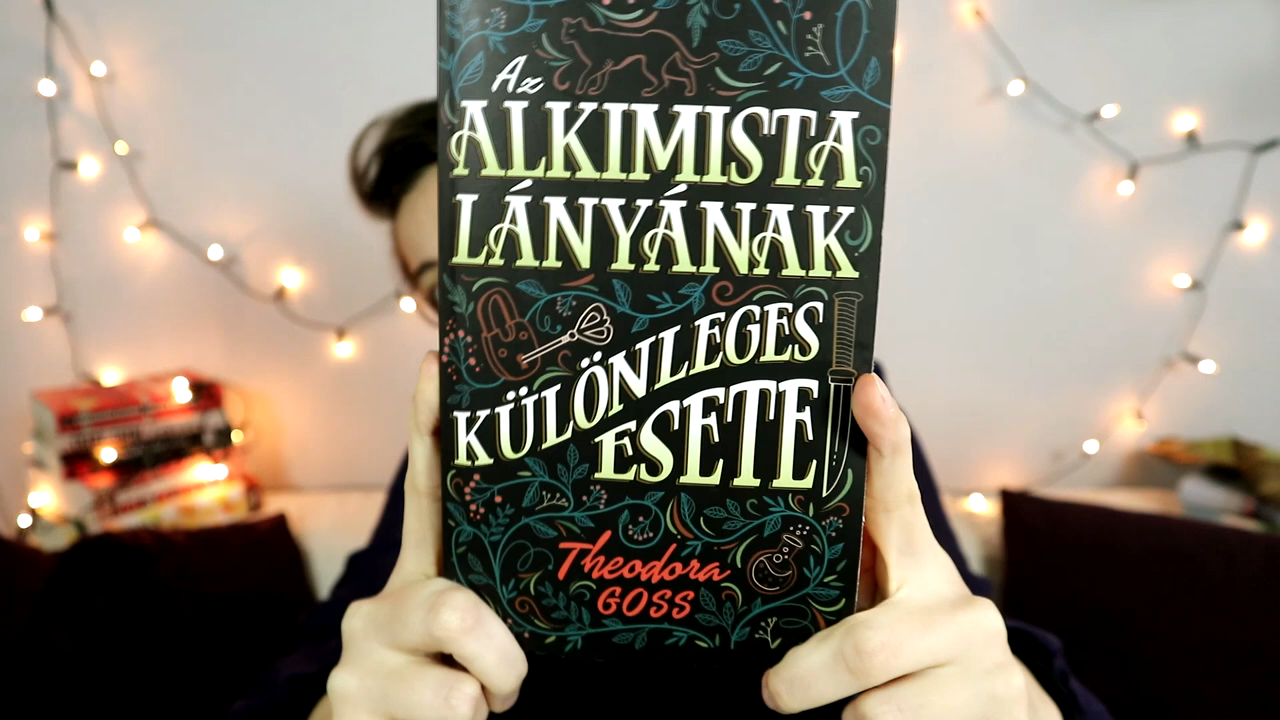 Az
ALKIMISTA
LÁNYÁNAK
KÜLÖNLEGES
ESETE
Theodora
GOSS